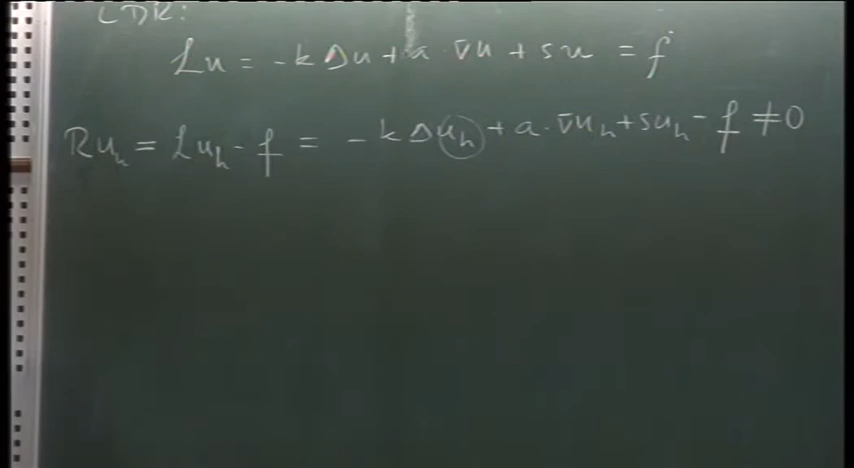 CDR:
ℒu = -kΔu + a·∇u + su = f
Ru_h = ℒu_h - f = -kΔu_h + a·∇u_h + su_h - f ≠ 0